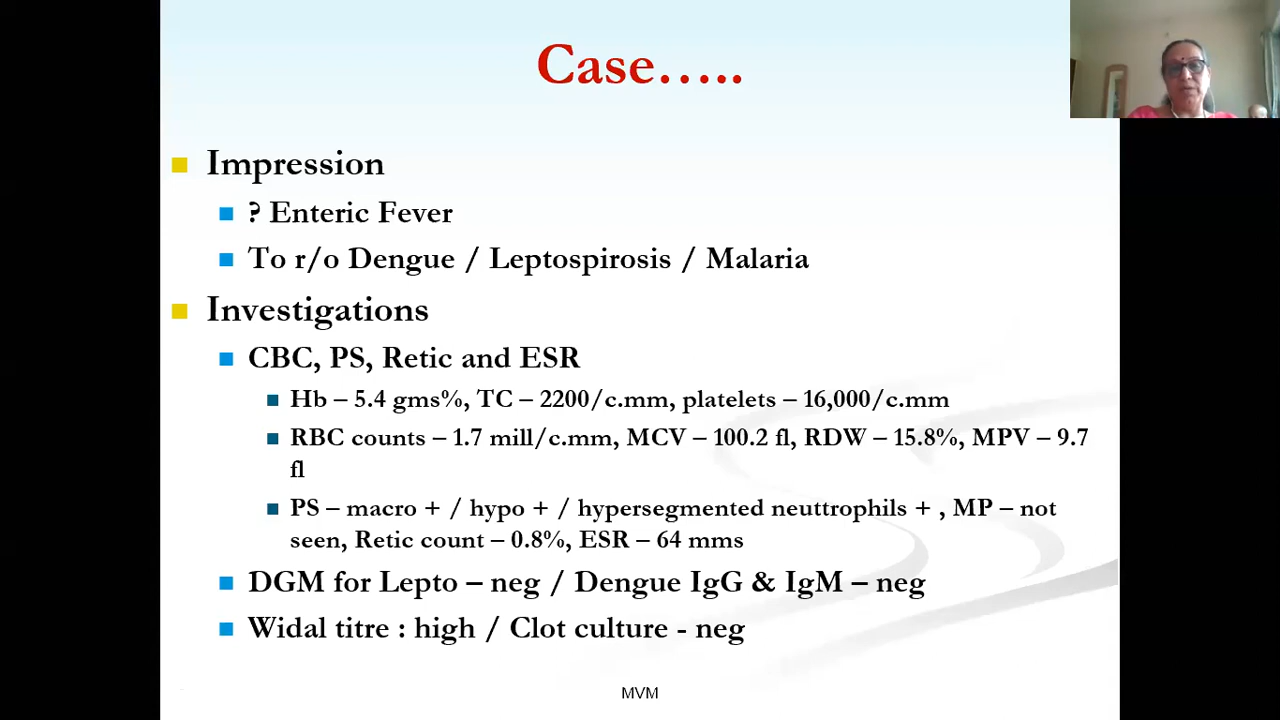 Case…..
Impression
? Enteric Fever
To r/o Dengue / Leptospirosis / Malaria
Investigations
CBC, PS, Retic and ESR
Hb – 5.4 gms%, TC – 2200/c.mm, platelets – 16,000/c.mm
RBC counts – 1.7 mill/c.mm, MCV – 100.2 fl, RDW – 15.8%, MPV – 9.7
fl
PS – macro + / hypo + / hypersegmented neuttrophils + , MP – not
seen, Retic count – 0.8%, ESR – 64 mms
DGM for Lepto – neg / Dengue IgG & IgM – neg
Widal titre : high / Clot culture - neg
MVM